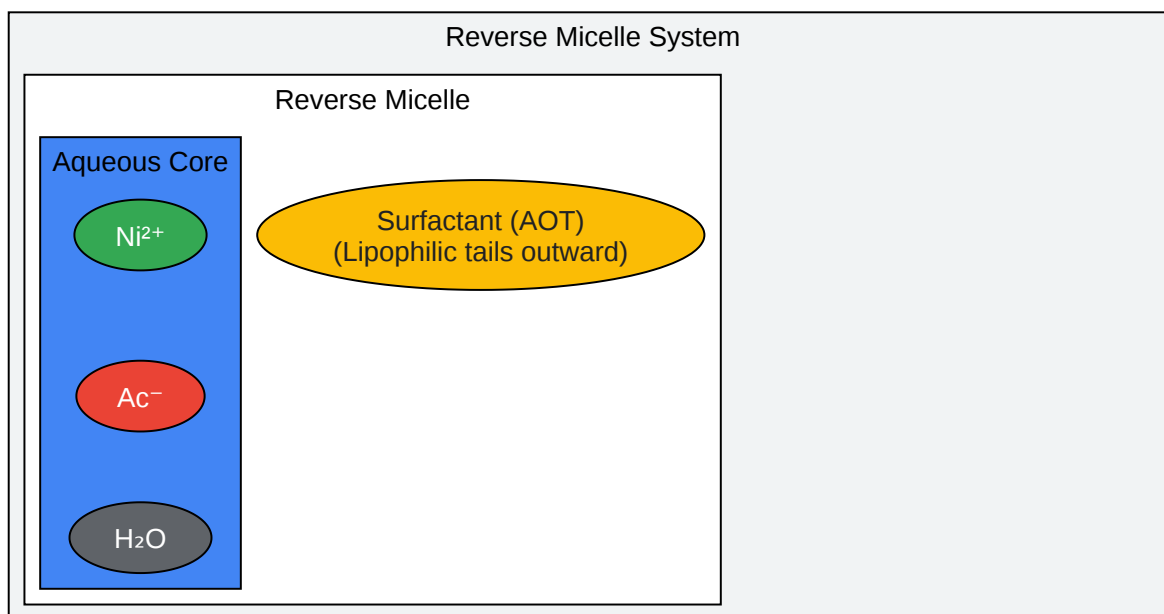 Reverse Micelle System
Reverse Micelle
Aqueous Core
Ni²⁺
Surfactant (AOT)
(Lipophilic tails outward)
Ac⁻
H₂O